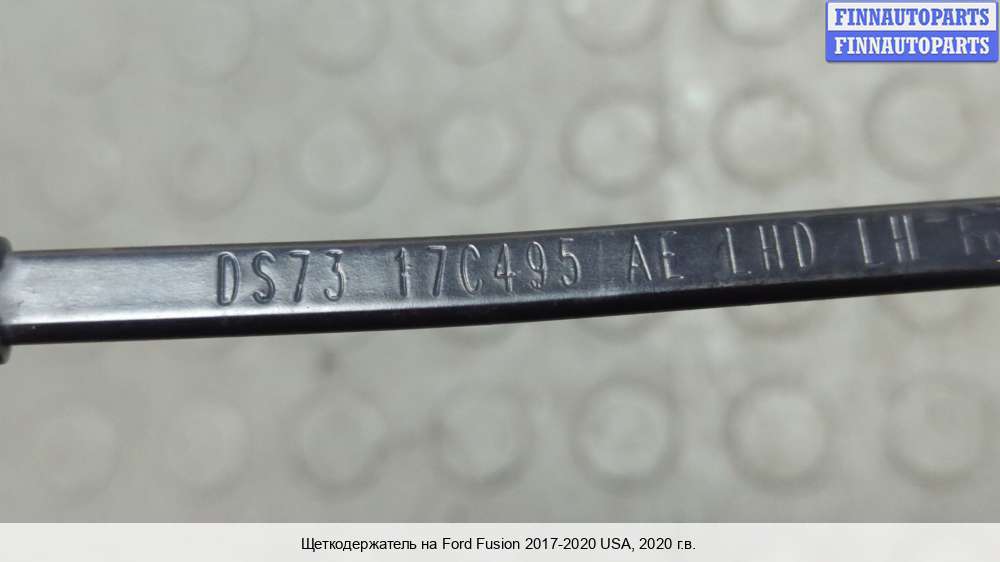 FINNAUTOPARTS
FINNAUTOPARTS
DS73 17C495 AE LHD LH
Щеткодержатель на Ford Fusion 2017-2020 USA, 2020 г.в.